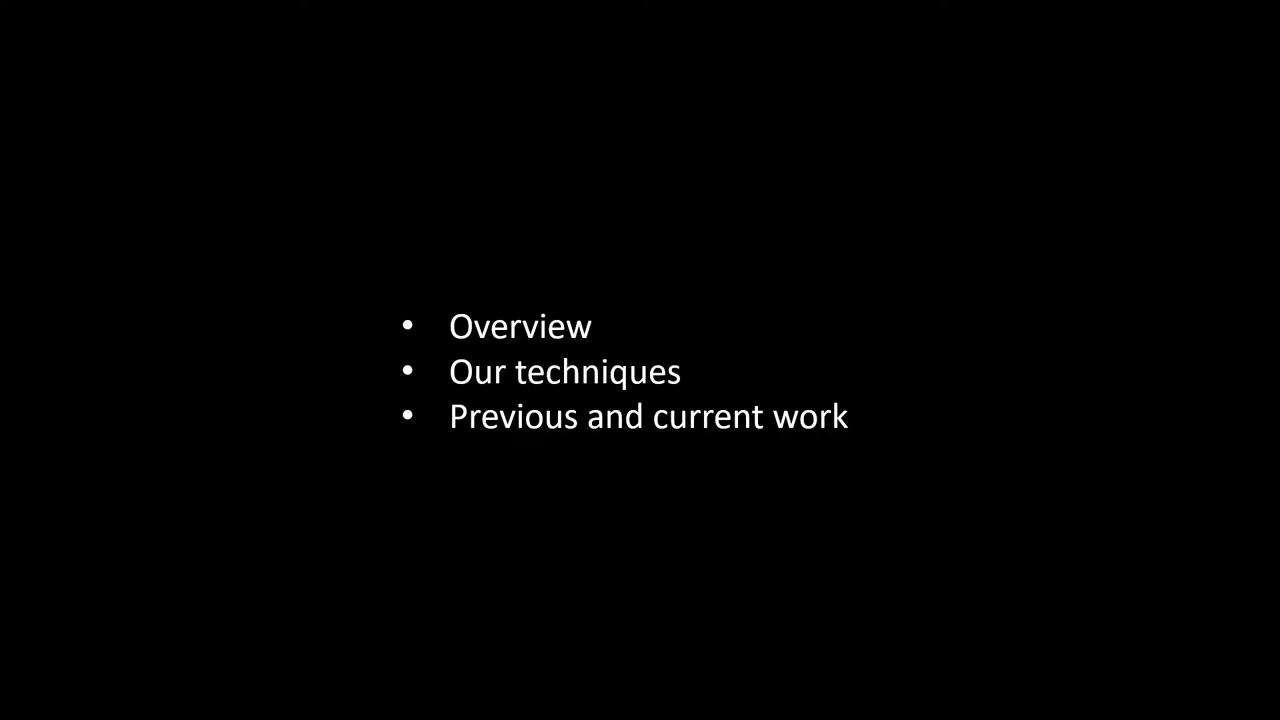 • Overview
• Our techniques
• Previous and current work